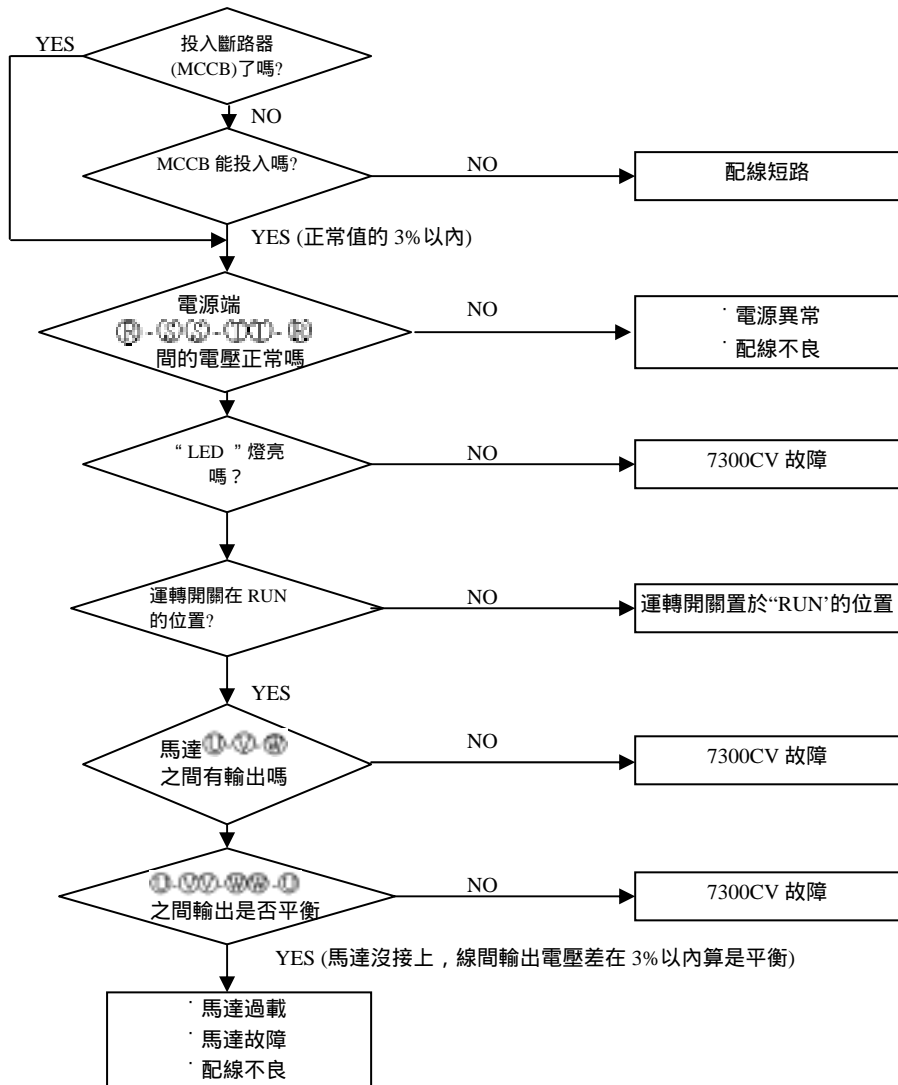 YES
投入斷路器
(MCCB)了嗎?
NO
MCCB 能投入嗎?
NO
配線短路
YES (正常值的 3%以內)
電源端
Ⓡ-ⓈⓈ-ⓉⓉ-Ⓡ
間的電壓正常嗎
NO
˙電源異常
˙配線不良
“ LED ”燈亮
嗎？
NO
7300CV 故障
運轉開關在 RUN
的位置?
NO
運轉開關置於“RUN’的位置
YES
馬達Ⓤ-Ⓥ-Ⓦ
之間有輸出嗎
NO
7300CV 故障
Ⓤ-ⓋⓋ-ⓌⓌ-Ⓤ
之間輸出是否平衡
NO
7300CV 故障
YES (馬達沒接上，線間輸出電壓差在 3%以內算是平衡)
˙馬達過載
˙馬達故障
˙配線不良